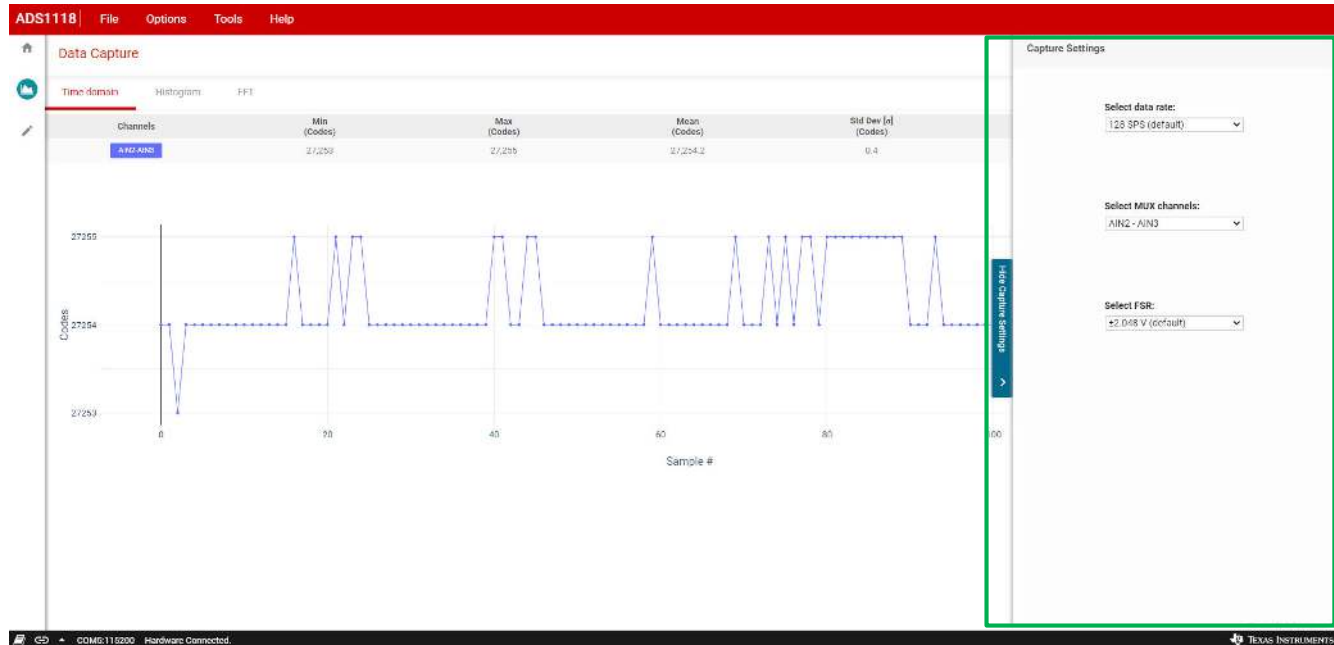 ADS1118 File Options Tools Help
Data Capture
Capture Settings
Time domain Histogram FFT
Channels Min (Codes) Max (Codes) Mean (Codes) Std Dev [σ] (Codes)
AIN2-AIN3 27,253 27,255 27,254.2 0.4
Select data rate:
128 SPS (default)
Select MUX channels:
AIN2 - AIN3
Select FSR:
±2.048 V (default)
Hide Capture Settings
Codes
27255
27254
27253
0 20 40 60 80 100
Sample #
COM6:115200 Hardware Connected.
TEXAS INSTRUMENTS